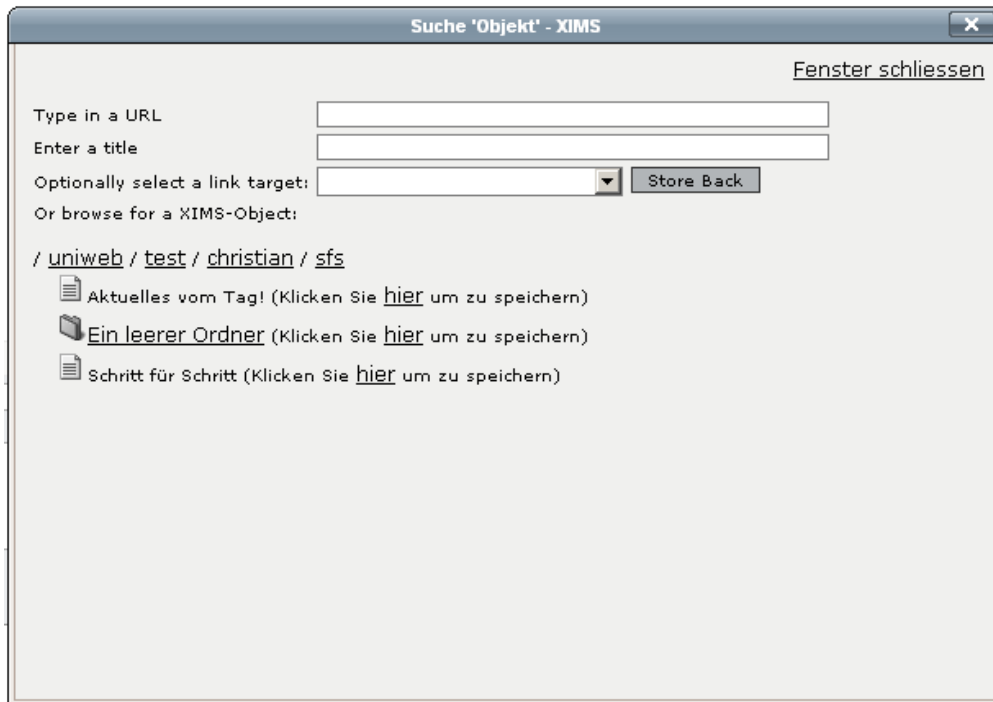 Suche 'Objekt' - XIMS
Fenster schliessen
Type in a URL
Enter a title
Optionally select a link target: Store Back
Or browse for a XIMS-Object:
/ uniweb / test / christian / sfs
Aktuelles vom Tag! (Klicken Sie hier um zu speichern)
Ein leerer Ordner (Klicken Sie hier um zu speichern)
Schritt für Schritt (Klicken Sie hier um zu speichern)